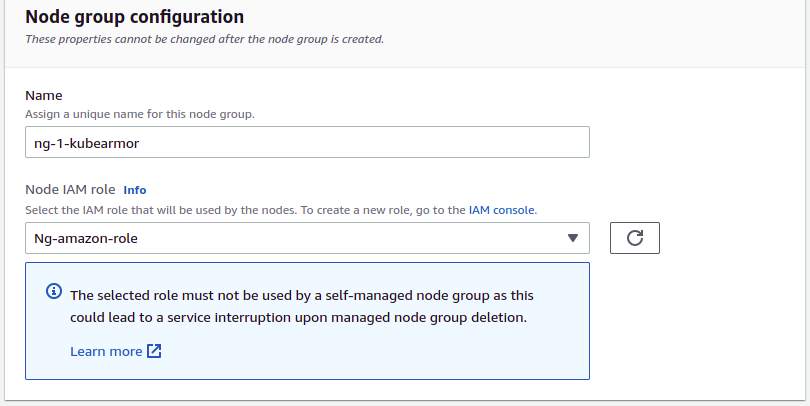 Node group configuration
These properties cannot be changed after the node group is created.
Name
Assign a unique name for this node group.
ng-1-kubearmor
Node IAM role Info
Select the IAM role that will be used by the nodes. To create a new role, go to the IAM console.
Ng-amazon-role
The selected role must not be used by a self-managed node group as this
could lead to a service interruption upon managed node group deletion.
Learn more